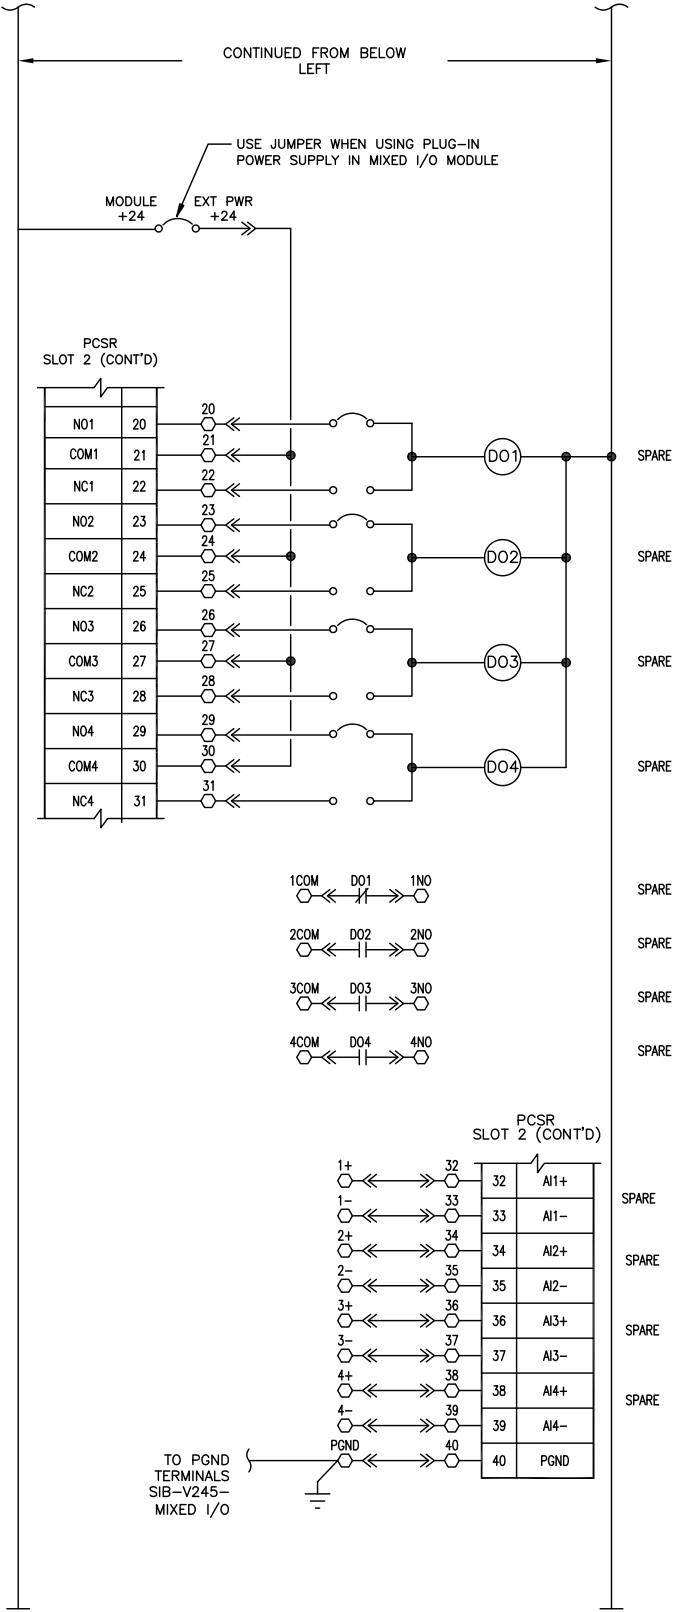 CONTINUED FROM BELOW
LEFT
USE JUMPER WHEN USING PLUG-IN
POWER SUPPLY IN MIXED I/O MODULE
MODULE
+24
EXT PWR
+24
PCSR
SLOT 2 (CONT'D)
20
NO1 20
21
COM1 21 DO1 SPARE
22
NC1 22
23
NO2 23
24
COM2 24 DO2 SPARE
25
NC2 25
26
NO3 26
27
COM3 27 DO3 SPARE
28
NC3 28
29
NO4 29
30
COM4 30 DO4 SPARE
31
NC4 31
1COM DO1 1NO SPARE
2COM DO2 2NO SPARE
3COM DO3 3NO SPARE
4COM DO4 4NO SPARE
PCSR
SLOT 2 (CONT'D)
1+ 32
32 AI1+
SPARE
1- 33
33 AI1-
2+ 34
34 AI2+
SPARE
2- 35
35 AI2-
3+ 36
36 AI3+
SPARE
3- 37
37 AI3-
4+ 38
38 AI4+
SPARE
4- 39
39 AI4-
PGND 40
40 PGND
TO PGND
TERMINALS
SIB-V245-
MIXED I/O